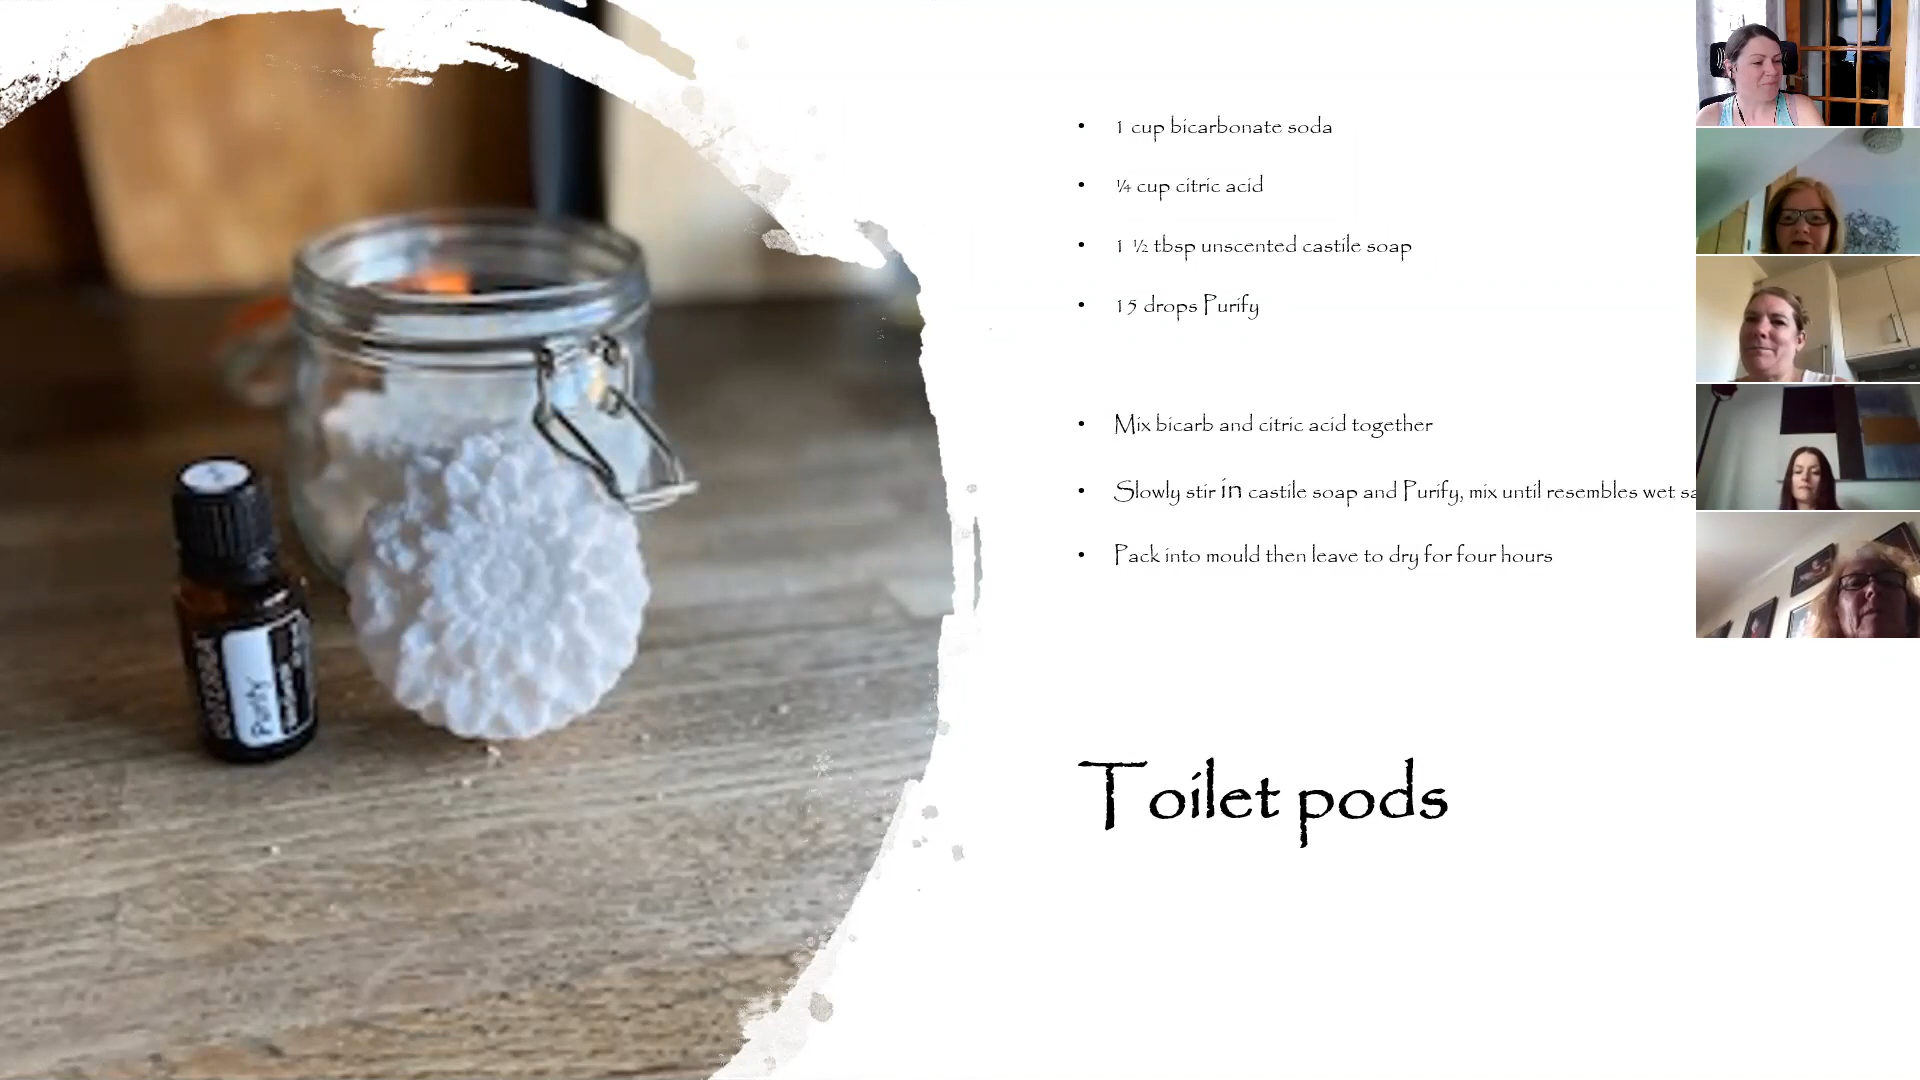 1 cup bicarbonate soda
¼ cup citric acid
1 ½ tbsp unscented castile soap
15 drops Purify
Mix bicarb and citric acid together
Slowly stir in castile soap and Purify, mix until resembles wet
Pack into mould then leave to dry for four hours
Toilet pods
Purify